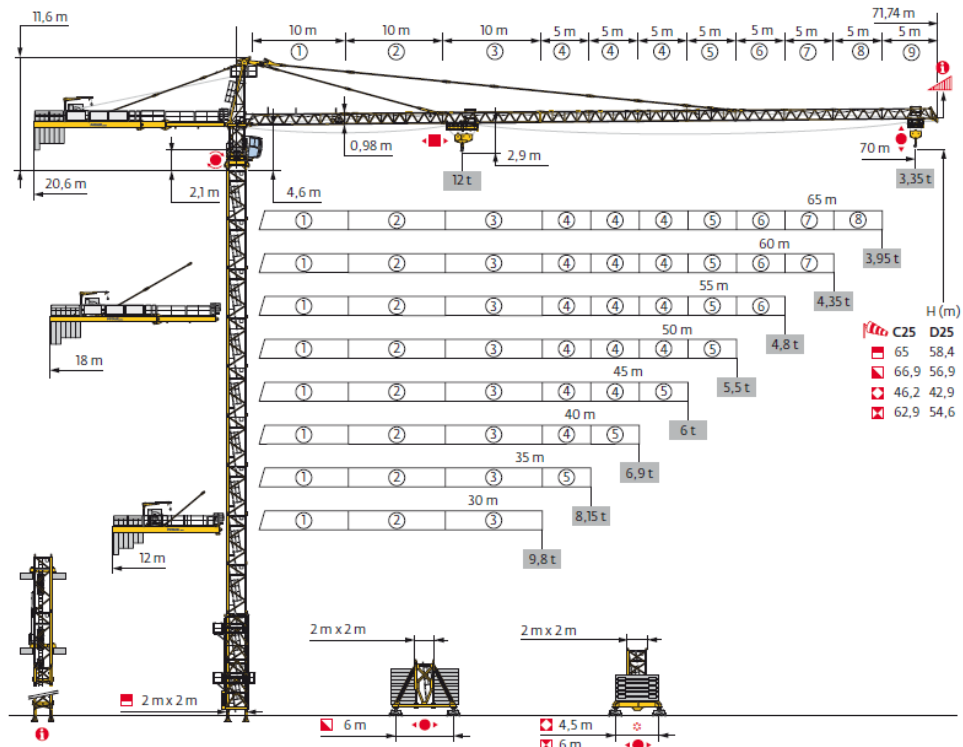 11,6 m 10 m 10 m 10 m 5 m 5 m 5 m 5 m 5 m 5 m 5 m 5 m 71,74 m
① ② ③ ④ ④ ④ ⑤ ⑥ ⑦ ⑧ ⑨
i
0,98 m 2,9 m 70 m
20,6 m 2,1 m 4,6 m 12 t 3,35 t
65 m
① ② ③ ④ ④ ④ ⑤ ⑥ ⑦ ⑧
3,95 t
60 m
① ② ③ ④ ④ ④ ⑤ ⑥ ⑦
4,35 t
55 m
① ② ③ ④ ④ ④ ⑤ ⑥
4,8 t
18 m
50 m
① ② ③ ④ ④ ④ ⑤
5,5 t
45 m
① ② ③ ④ ④ ⑤
6 t
40 m
① ② ③ ④ ⑤
6,9 t
35 m
① ② ③ ⑤
8,15 t
30 m
① ② ③
9,8 t
12 m
H (m)
C25 D25
65 58,4
66,9 56,9
46,2 42,9
62,9 54,6
2 m x 2 m 2 m x 2 m
2 m x 2 m
i
6 m 4,5 m
6 m